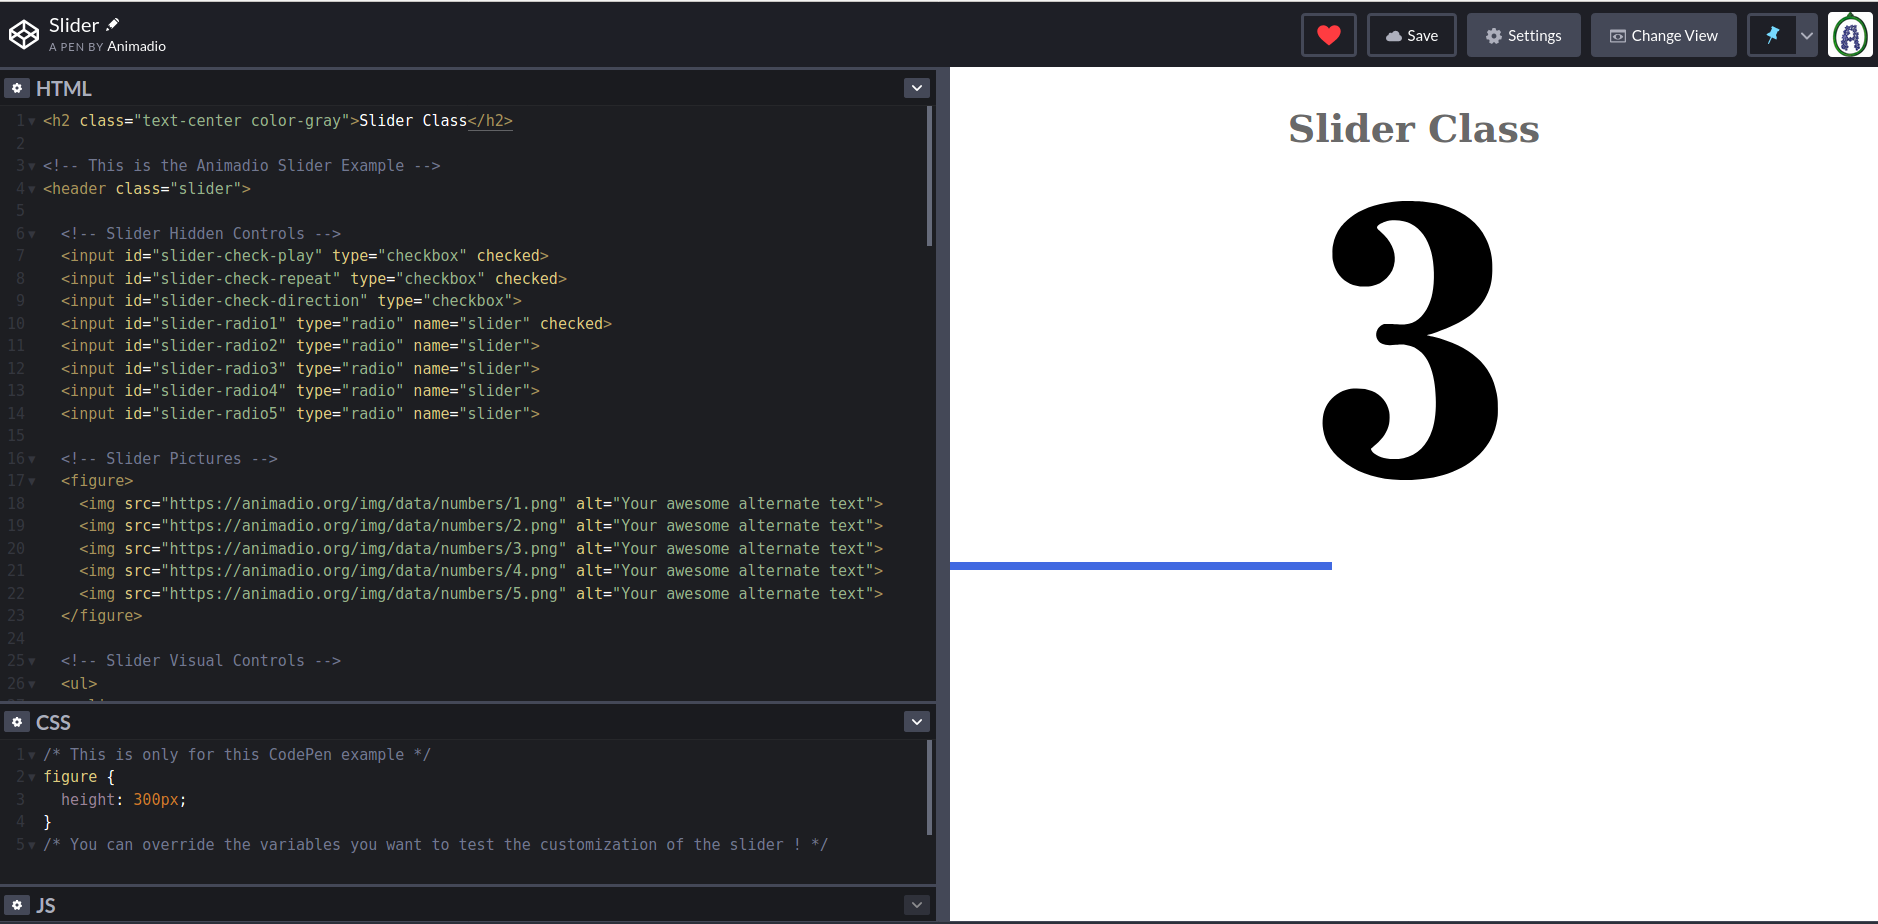 Slider
A PEN BY Animadio
Save
Settings
Change View
HTML
1 <h2 class="text-center color-gray">Slider Class</h2>
2
3 <!-- This is the Animadio Slider Example -->
4 <header class="slider">
5
6 <!-- Slider Hidden Controls -->
7 <input id="slider-check-play" type="checkbox" checked>
8 <input id="slider-check-repeat" type="checkbox" checked>
9 <input id="slider-check-direction" type="checkbox">
10 <input id="slider-radio1" type="radio" name="slider" checked>
11 <input id="slider-radio2" type="radio" name="slider">
12 <input id="slider-radio3" type="radio" name="slider">
13 <input id="slider-radio4" type="radio" name="slider">
14 <input id="slider-radio5" type="radio" name="slider">
15
16 <!-- Slider Pictures -->
17 <figure>
18 <img src="https://animadio.org/img/data/numbers/1.png" alt="Your awesome alternate text">
19 <img src="https://animadio.org/img/data/numbers/2.png" alt="Your awesome alternate text">
20 <img src="https://animadio.org/img/data/numbers/3.png" alt="Your awesome alternate text">
21 <img src="https://animadio.org/img/data/numbers/4.png" alt="Your awesome alternate text">
22 <img src="https://animadio.org/img/data/numbers/5.png" alt="Your awesome alternate text">
23 </figure>
24
25 <!-- Slider Visual Controls -->
26 <ul>
CSS
1 /* This is only for this CodePen example */
2 figure {
3 height: 300px;
4 }
5 /* You can override the variables you want to test the customization of the slider ! */
JS
Slider Class
3